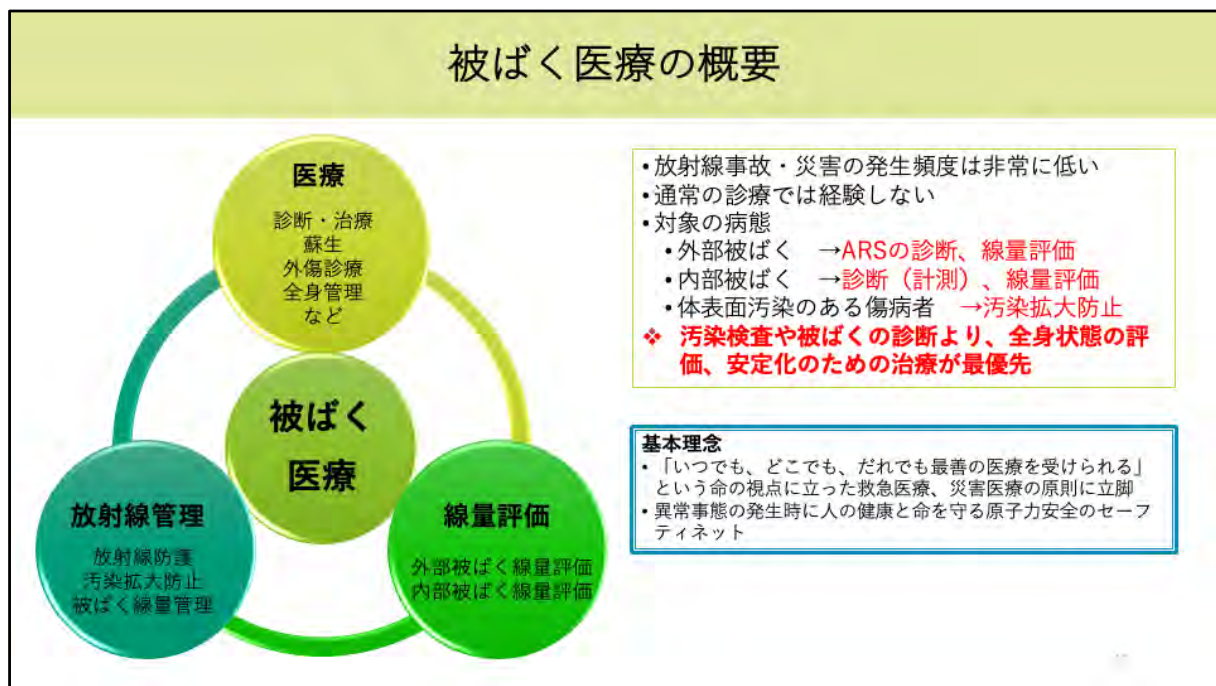 被ばく医療の概要
医療
診断・治療
蘇生
外傷診療
全身管理
など
被ばく
医療
放射線管理
放射線防護
汚染拡大防止
被ばく線量管理
線量評価
外部被ばく線量評価
内部被ばく線量評価
•放射線事故・災害の発生頻度は非常に低い
•通常の診療では経験しない
•対象の病態
•外部被ばく →ARSの診断、線量評価
•内部被ばく →診断（計測）、線量評価
•体表面汚染のある傷病者 →汚染拡大防止
❖ 汚染検査や被ばくの診断より、全身状態の評
価、安定化のための治療が最優先
基本理念
• 「いつでも、どこでも、だれでも最善の医療を受けられる」
という命の視点に立った救急医療、災害医療の原則に立脚
• 異常事態の発生時に人の健康と命を守る原子力安全のセーフ
ティネット